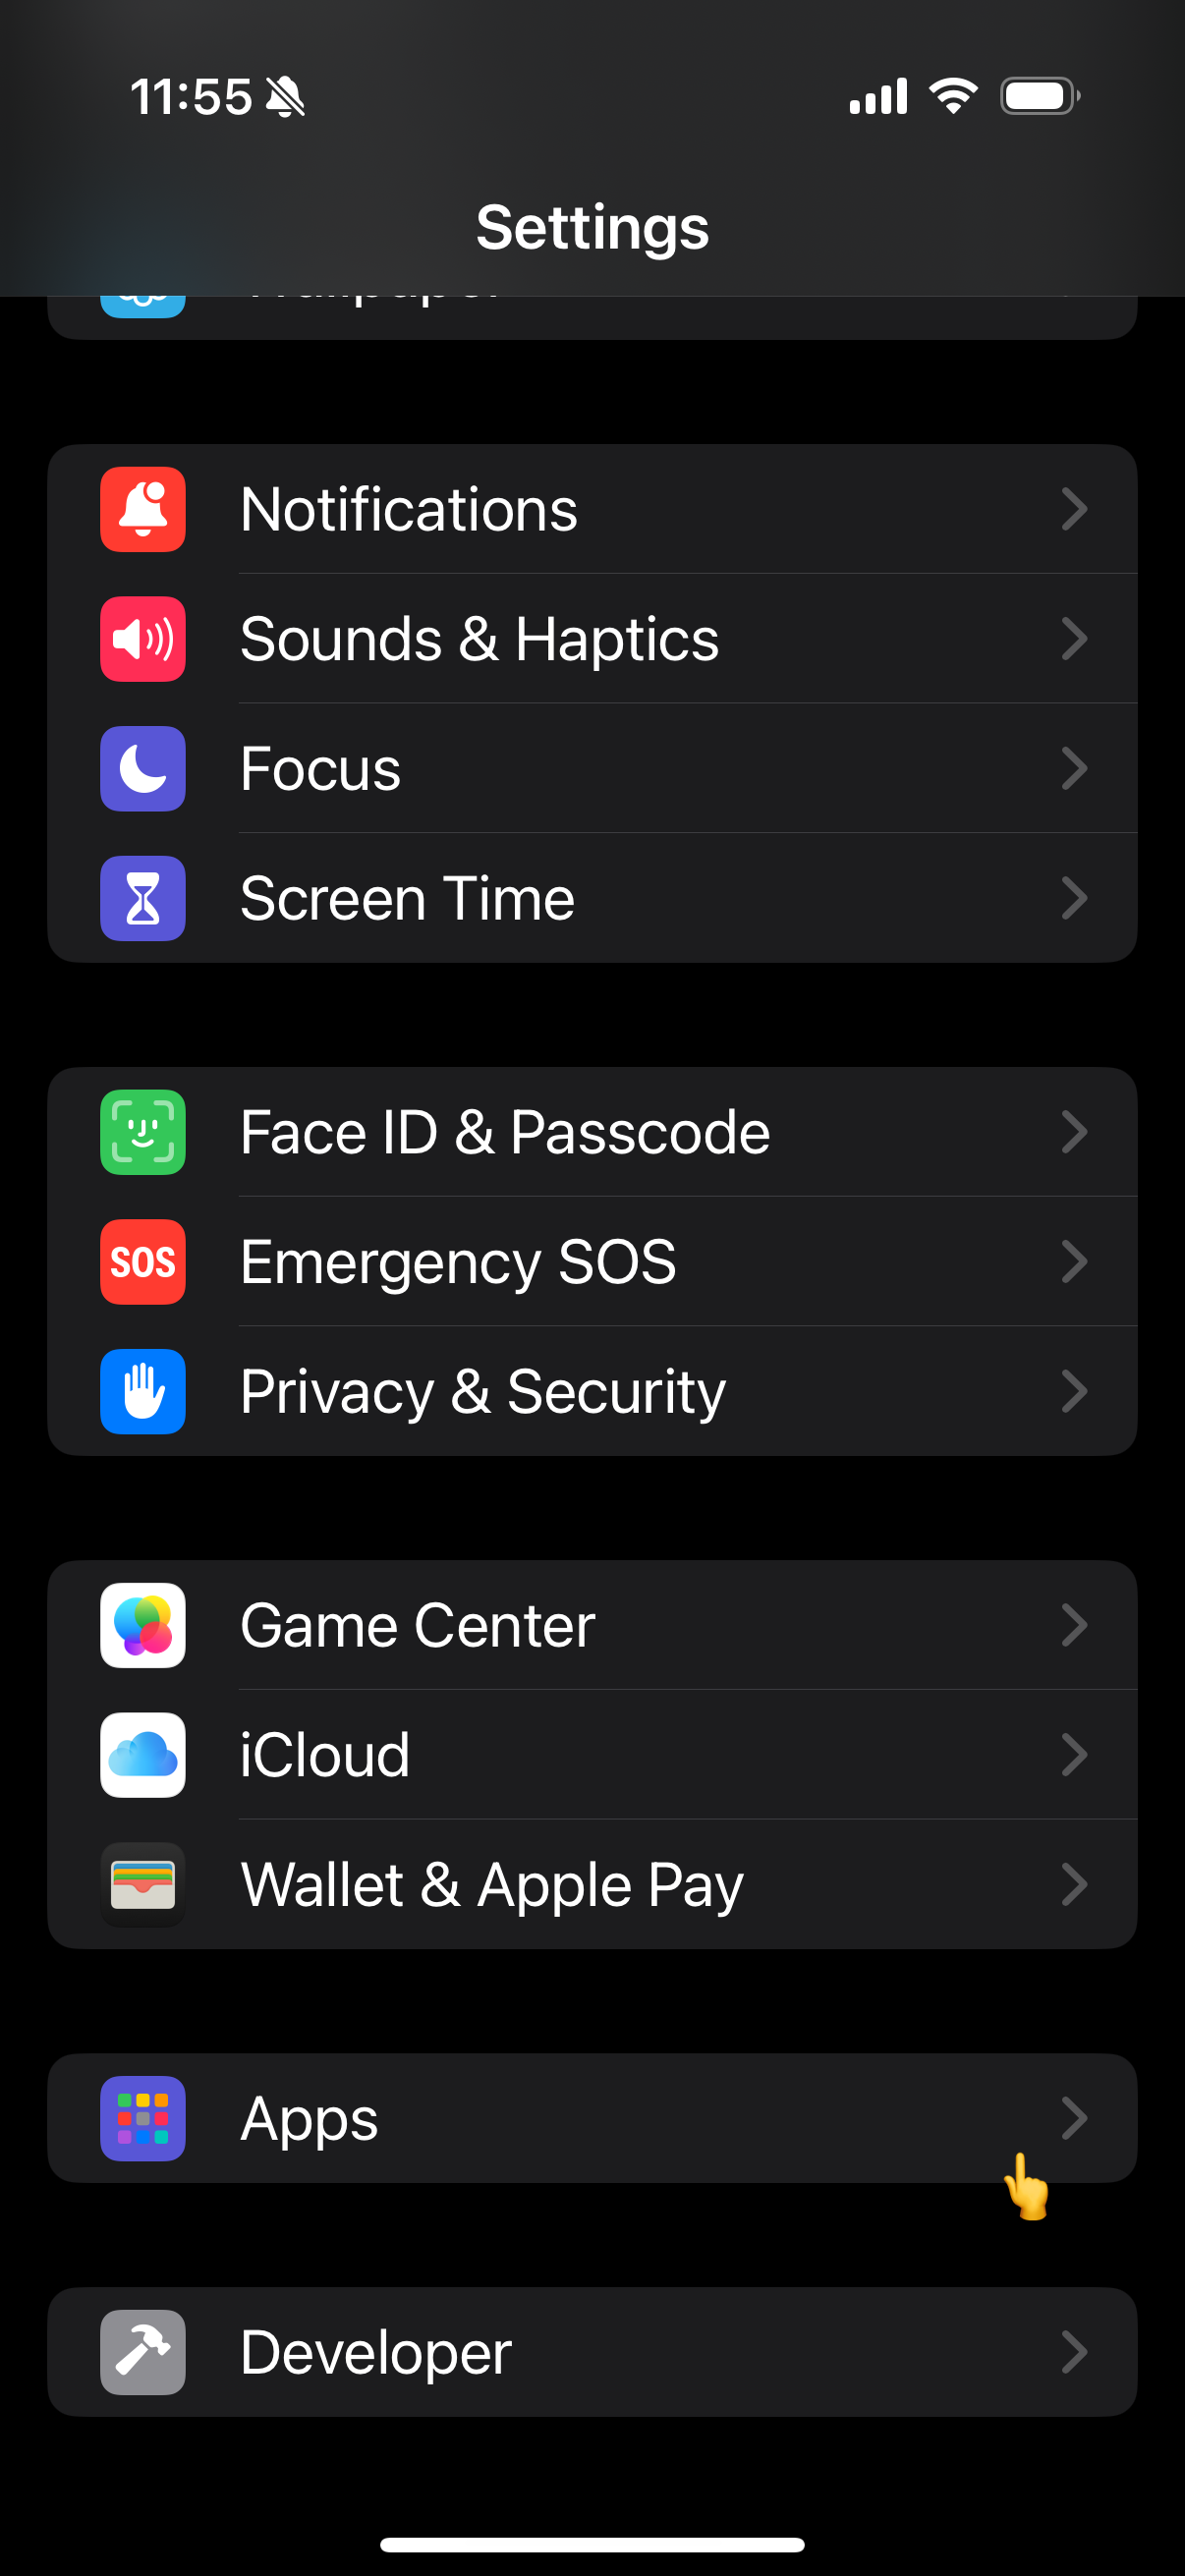 11:55
Settings
Notifications
Sounds & Haptics
Focus
Screen Time
Face ID & Passcode
SOS
Emergency SOS
Privacy & Security
Game Center
iCloud
Wallet & Apple Pay
Apps
Developer